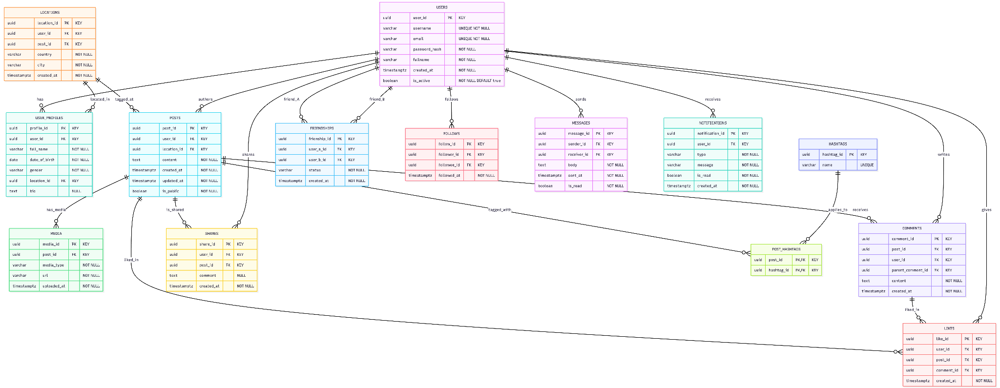 LOCATIONS
uuid location_id PK KEY
uuid user_id FK KEY
uuid post_id FK KEY
varchar country NOT NULL
varchar city NOT NULL
timestamptz created_at NOT NULL
USERS
uuid user_id PK KEY
varchar username UNIQUE NOT NULL
varchar email UNIQUE NOT NULL
varchar password_hash NOT NULL
varchar fullname NOT NULL
timestamptz created_at NOT NULL
boolean is_active NOT NULL DEFAULT true
has
located_in
tagged_at
authors
friend_A
friend_B
follows
sends
receives
USER_PROFILES
uuid profile_id PK KEY
uuid user_id FK KEY
varchar full_name NOT NULL
date date_of_birth NOT NULL
varchar gender NOT NULL
uuid location_id FK KEY
text bio NULL
POSTS
uuid post_id PK KEY
uuid user_id FK KEY
uuid location_id FK KEY
text content NOT NULL
timestamptz created_at NOT NULL
timestamptz updated_at NOT NULL
boolean is_public NOT NULL
shares
FRIENDSHIPS
uuid frienship_id PK KEY
uuid user_a_id FK KEY
uuid user_b_id FK KEY
varchar status NOT NULL
timastamptz created_at NOT NULL
FOLLOWS
uuid follow_id PK KEY
uuid follower_id FK KEY
uuid followee_id FK KEY
timestamptz followed_at NOT NULL
MESSAGES
uuid message_id PK KEY
uuid sender_id FK KEY
uuid receiver_id FK KEY
text body NOT NULL
timestamptz sent_at NOT NULL
boolean is_read NOT NULL
NOTIFICATIONS
uuid notification_id PK KEY
uuid user_id FK KEY
varchar type NOT NULL
varchar message NOT NULL
boolean is_read NOT NULL
timestamptz created_at NOT NULL
HASHTAGS
uuid hashtag_id PK KEY
varchar name UNIQUE
writes
has_media
is_shared
tagged_with
applies_to
receives
gives
MEDIA
uuid media_id PK KEY
uuid post_id FK KEY
varchar media_type NOT NULL
varchar url NOT NULL
timestamptz uploaded_at NOT NULL
liked_in
SHARES
uuid share_id PK KEY
uuid user_id FK KEY
uuid post_id FK KEY
text comment NULL
timestamptz created_at NOT NULL
POST_HASHTAGS
uuid post_id PK,FK KEY
uuid hashtag_id PK,FK KEY
COMMENTS
uuid comment_id PK KEY
uuid post_id FK KEY
uuid user_id FK KEY
uuid parent_comment_id FK KEY
text content NOT NULL
timestamptz created_at NOT NULL
liked_in
LIKES
uuid like_id PK KEY
uuid user_id FK KEY
uuid post_id FK KEY
uuid comment_id FK KEY
timestamptz created_at NOT NULL